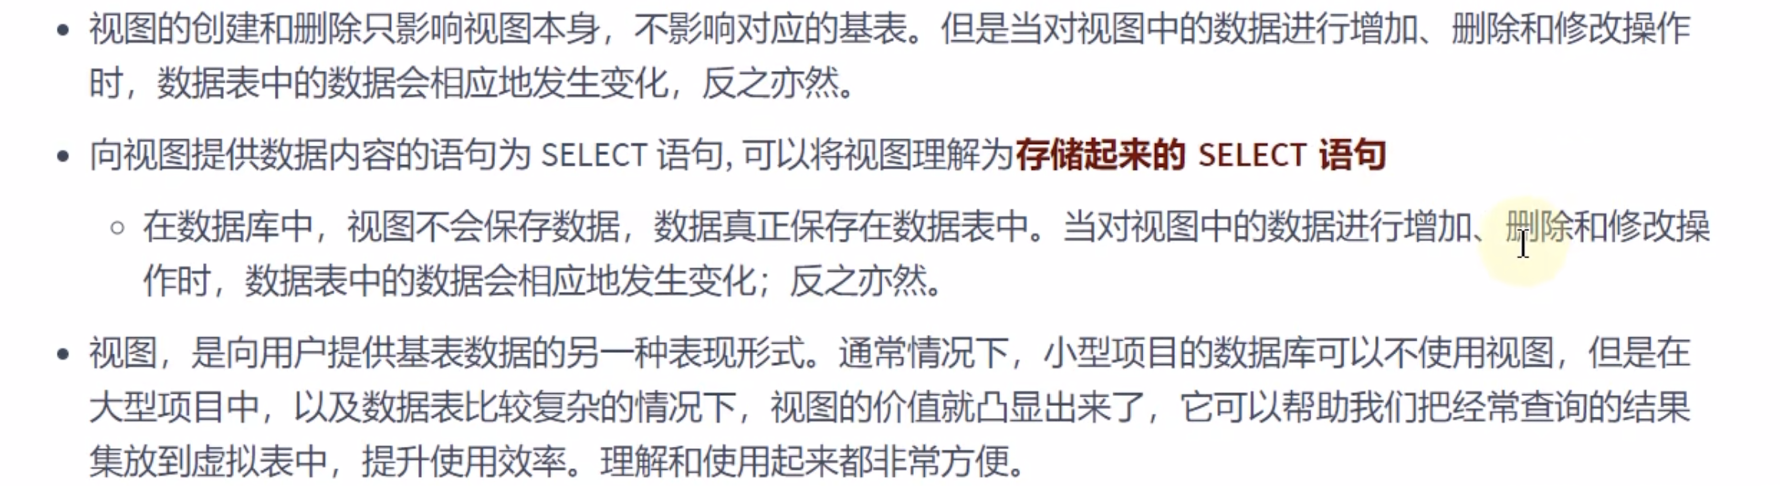 • 视图的创建和删除只影响视图本身，不影响对应的基表。但是当对视图中的数据进行增加、删除和修改操作
时，数据表中的数据会相应地发生变化，反之亦然。
• 向视图提供数据内容的语句为 SELECT 语句, 可以将视图理解为存储起来的 SELECT 语句
○ 在数据库中，视图不会保存数据，数据真正保存在数据表中。当对视图中的数据进行增加、删除和修改操
作时，数据表中的数据会相应地发生变化；反之亦然。
• 视图，是向用户提供基表数据的另一种表现形式。通常情况下，小型项目的数据库可以不使用视图，但是在
大型项目中，以及数据表比较复杂的情况下，视图的价值就凸显出来了，它可以帮助我们把经常查询的结果
集放到虚拟表中，提升使用效率。理解和使用起来都非常方便。